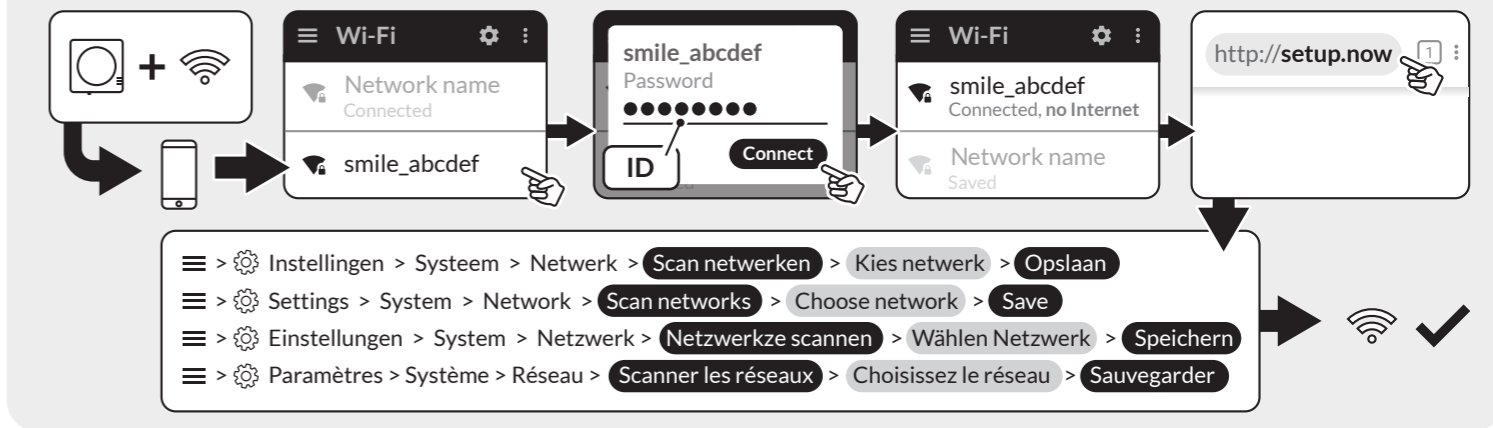 Wi-Fi
Network name
Connected
smile_abcdef
smile_abcdef
Password
●●●●●●●●
ID
Connect
Wi-Fi
smile_abcdef
Connected, no Internet
Network name
Saved
http://setup.now
1
> Instellingen > Systeem > Netwerk > Scan netwerken > Kies netwerk > Opslaan
> Settings > System > Network > Scan networks > Choose network > Save
> Einstellungen > System > Netzwerk > Netzwerkze scannen > Wählen Netzwerk > Speichern
> Paramètres > Système > Réseau > Scanner les réseaux > Choisissez le réseau > Sauvegarder